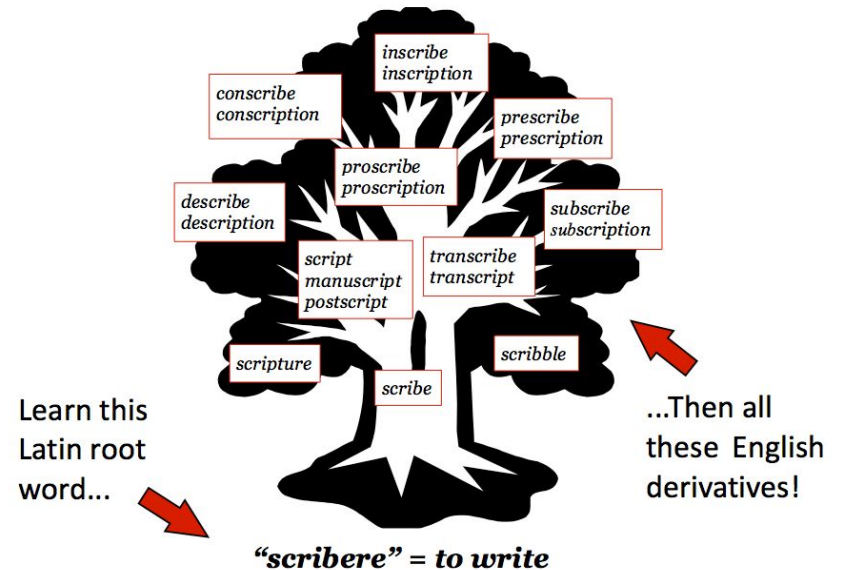 inscribe
inscription
conscribe
conscription
prescribe
prescription
proscribe
proscription
describe
description
subscribe
subscription
script
manuscript
postscript
transcribe
transcript
scripture
scribble
scribe
Learn this
Latin root
word...
...Then all
these English
derivatives!
“scribere” = to write